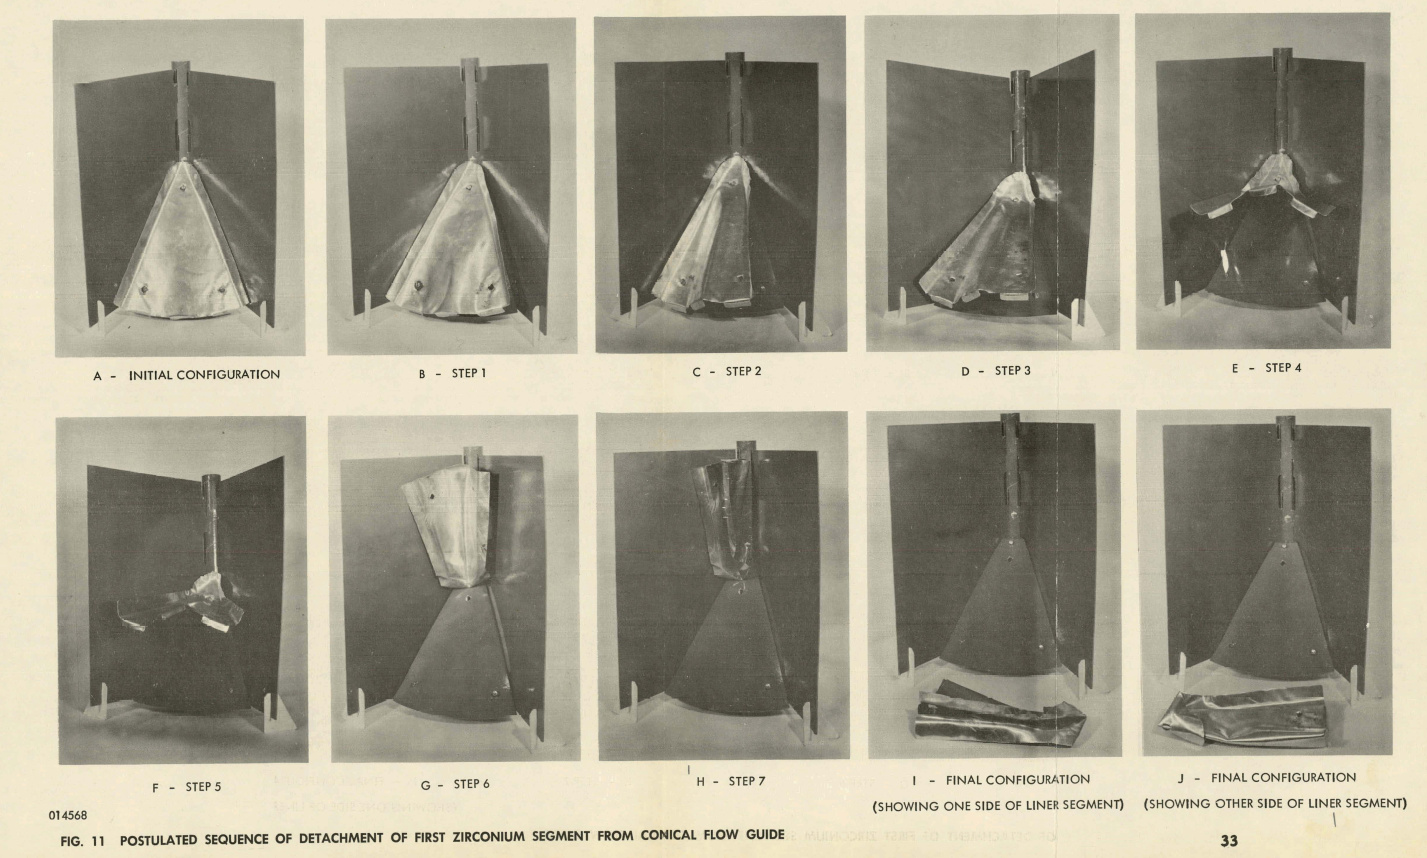 A - INITIAL CONFIGURATION
B - STEP 1
C - STEP 2
D - STEP 3
E - STEP 4
F - STEP 5
G - STEP 6
H - STEP 7
I - FINAL CONFIGURATION
(SHOWING ONE SIDE OF LINER SEGMENT)
J - FINAL CONFIGURATION
(SHOWING OTHER SIDE OF LINER SEGMENT)
014568
FIG. 11 POSTULATED SEQUENCE OF DETACHMENT OF FIRST ZIRCONIUM SEGMENT FROM CONICAL FLOW GUIDE
33